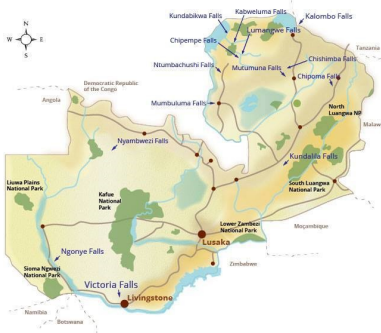 Kabweluma Falls
Kundabikwa Falls
Kalombo Falls
Lumangwe Falls
Chipempe Falls
Tanzania
Ntumbachushi Falls
Chishimba Falls
Mutumuna Falls
Chipoma Falls
Democratic Republic
of the Congo
Angola
Mumbuluma Falls
North
Luangwa NP
Malaw
Nyambwezi Falls
Kundalila Falls
Liuwa Plains
National Park
South Luangwa
National Park
Kafue
National
Park
Lower Zambezi
National Park
Moçambique
Lusaka
Ngonye Falls
Zimbabwe
Sioma Ngwezi
National Park
Victoria Falls
Livingstone
Namibia
Botswana
N
W
E
S